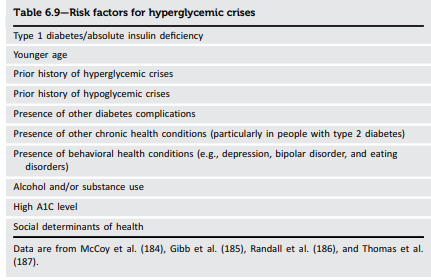 Table 6.9—Risk factors for hyperglycemic crises
Type 1 diabetes/absolute insulin deficiency
Younger age
Prior history of hyperglycemic crises
Prior history of hypoglycemic crises
Presence of other diabetes complications
Presence of other chronic health conditions (particularly in people with type 2 diabetes)
Presence of behavioral health conditions (e.g., depression, bipolar disorder, and eating
disorders)
Alcohol and/or substance use
High A1C level
Social determinants of health
Data are from McCoy et al. (184), Gibb et al. (185), Randall et al. (186), and Thomas et al.
(187).